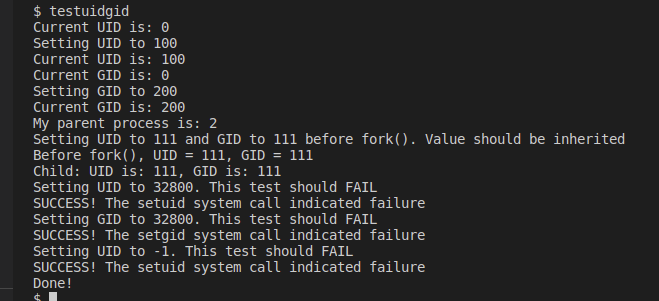 $ testuidgid
Current UID is: 0
Setting UID to 100
Current UID is: 100
Current GID is: 0
Setting GID to 200
Current GID is: 200
My parent process is: 2
Setting UID to 111 and GID to 111 before fork(). Value should be inherited
Before fork(), UID = 111, GID = 111
Child: UID is: 111, GID is: 111
Setting UID to 32800. This test should FAIL
SUCCESS! The setuid system call indicated failure
Setting GID to 32800. This test should FAIL
SUCCESS! The setgid system call indicated failure
Setting UID to -1. This test should FAIL
SUCCESS! The setuid system call indicated failure
Done!
$